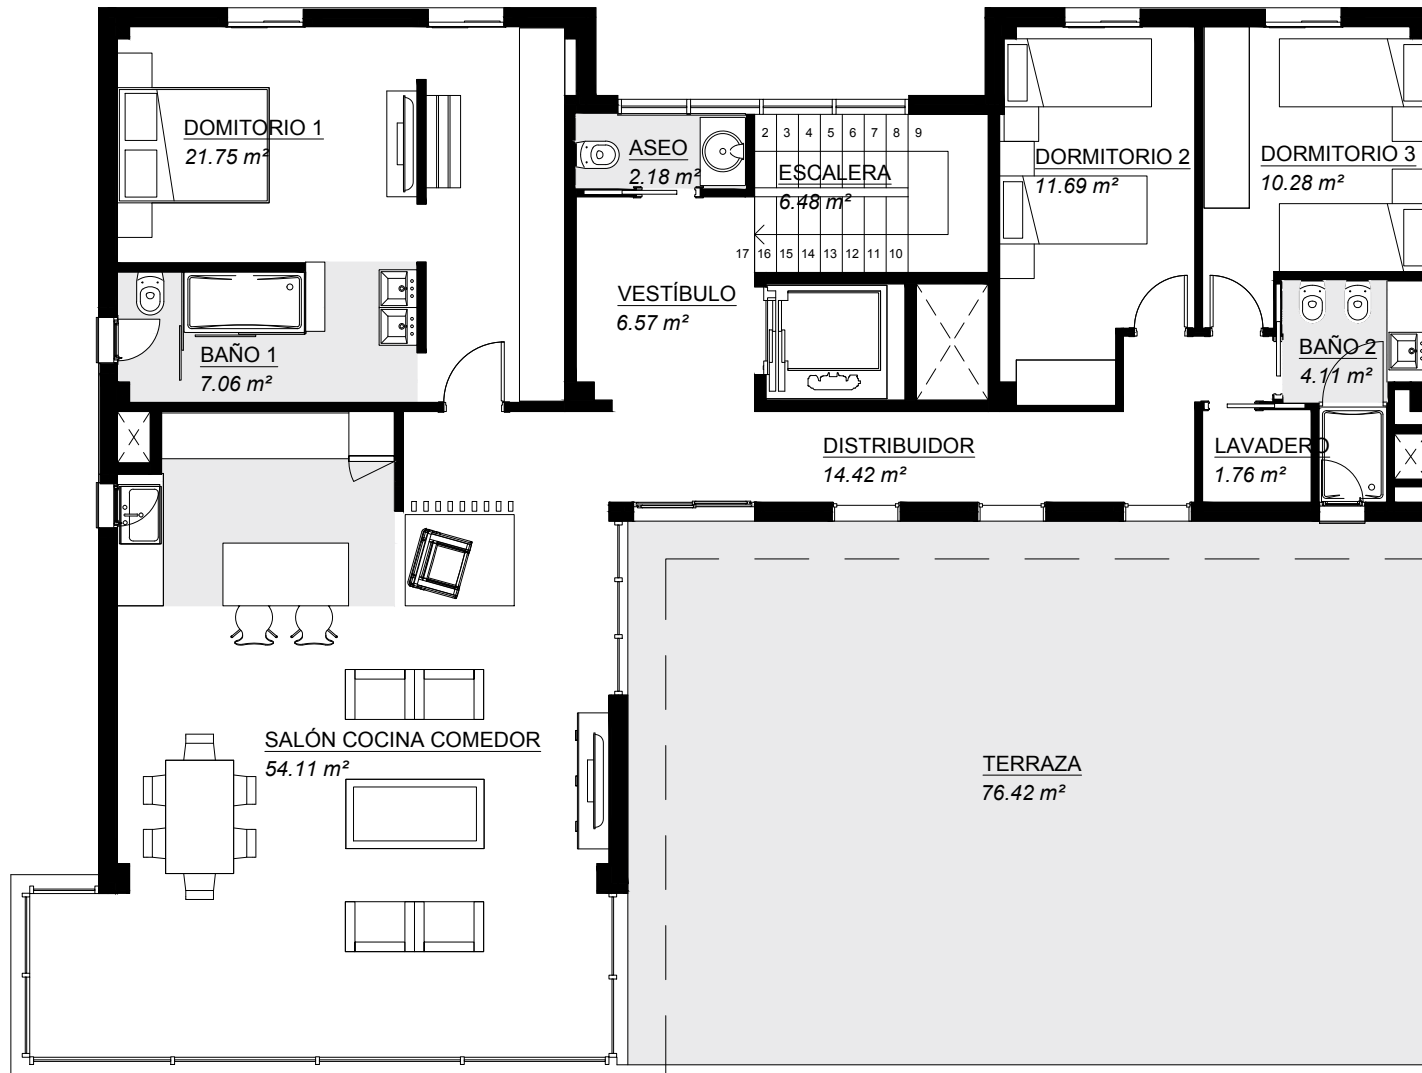 DOMITORIO 1
21.75 m²
ASEO
2.18 m²
2 3 4 5 6 7 8 9
ESCALERA
6.48 m²
17 16 15 14 13 12 11 10
DORMITORIO 2
11.69 m²
DORMITORIO 3
10.28 m²
VESTÍBULO
6.57 m²
BAÑO 1
7.06 m²
BAÑO 2
4.11 m²
DISTRIBUIDOR
14.42 m²
LAVADERO
1.76 m²
SALÓN COCINA COMEDOR
54.11 m²
TERRAZA
76.42 m²